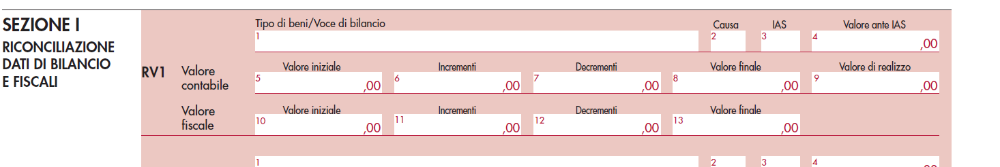 SEZIONE I
RICONCILIAZIONE
DATI DI BILANCIO
E FISCALI
Tipo di beni/Voce di bilancio Causa IAS Valore ante IAS
1 2 3 4 ,00
RV1 Valore contabile
Valore iniziale Incrementi Decrementi Valore finale Valore di realizzo
5 ,00 6 ,00 7 ,00 8 ,00 9 ,00
Valore fiscale
Valore iniziale Incrementi Decrementi Valore finale
10 ,00 11 ,00 12 ,00 13 ,00
1 2 3 4